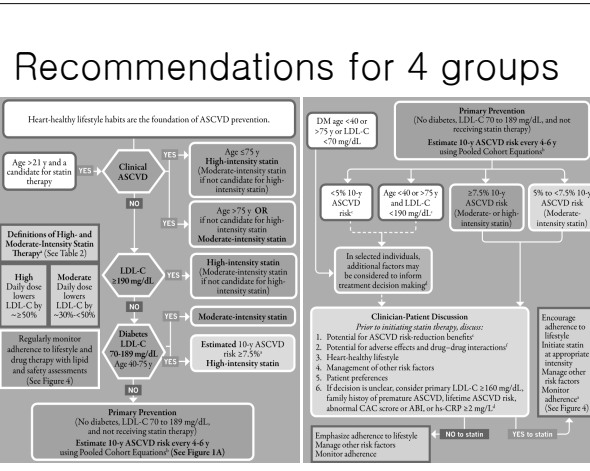 Recommendations for 4 groups
Heart-healthy lifestyle habits are the foundation of ASCVD prevention.
Age >21 y and a
candidate for statin
therapy
YES
Clinical
ASCVD
YES
Age ≤75 y
High-intensity statin
(Moderate-intensity statin
if not candidate for high-
intensity statin)
NO
YES
Age >75 y OR
if not candidate for high-
intensity statin
Moderate-intensity statin
Definitions of High- and
Moderate-Intensity Statin
Therapyᵃ (See Table 2)
High
Daily dose
lowers
LDL-C by
~≥50%
Moderate
Daily dose
lowers
LDL-C by
~30%-<50%
LDL-C
≥190 mg/dL
YES
High-intensity statin
(Moderate-intensity statin
if not candidate for high-
intensity statin)
NO
Regularly monitor
adherence to lifestyle and
drug therapy with lipid
and safety assessments
(See Figure 4)
Diabetes
LDL-C
70-189 mg/dL
Age 40-75 y
YES
Moderate-intensity statin
YES
Estimated 10-y ASCVD
risk ≥7.5%ᵇ
High-intensity statin
NO
Primary Prevention
(No diabetes, LDL-C 70 to 189 mg/dL,
and not receiving statin therapy)
Estimate 10-y ASCVD risk every 4-6 y
using Pooled Cohort Equationsᵇ (See Figure 1A)
DM age <40 or
>75 y or LDL-C
<70 mg/dL
Primary Prevention
(No diabetes, LDL-C 70 to 189 mg/dL, and not
receiving statin therapy)
Estimate 10-y ASCVD risk every 4-6 y
using Pooled Cohort Equationsᵇ
<5% 10-y
ASCVD
riskᶜ
Age <40 or >75 y
and LDL-C
<190 mg/dLᶜ
≥7.5% 10-y
ASCVD risk
(Moderate- or high-
intensity statin)
5% to <7.5% 10-y
ASCVD risk
(Moderate-
intensity statin)
In selected individuals,
additional factors may
be considered to inform
treatment decision makingᵈ
Clinician-Patient Discussion
Prior to initiating statin therapy, discuss:
1. Potential for ASCVD risk-reduction benefitsᵉ
2. Potential for adverse effects and drug–drug interactionsᶠ
3. Heart-healthy lifestyle
4. Management of other risk factors
5. Patient preferences
6. If decision is unclear, consider primary LDL-C ≥160 mg/dL,
family history of premature ASCVD, lifetime ASCVD risk,
abnormal CAC score or ABI, or hs-CRP ≥2 mg/Lᵈ
Encourage
adherence to
lifestyle
Initiate statin
at appropriate
intensity
Manage other
risk factors
Monitor
adherenceᵃ
(See Figure 4)
Emphasize adherence to lifestyle
Manage other risk factors
Monitor adherence
NO to statin
YES to statin